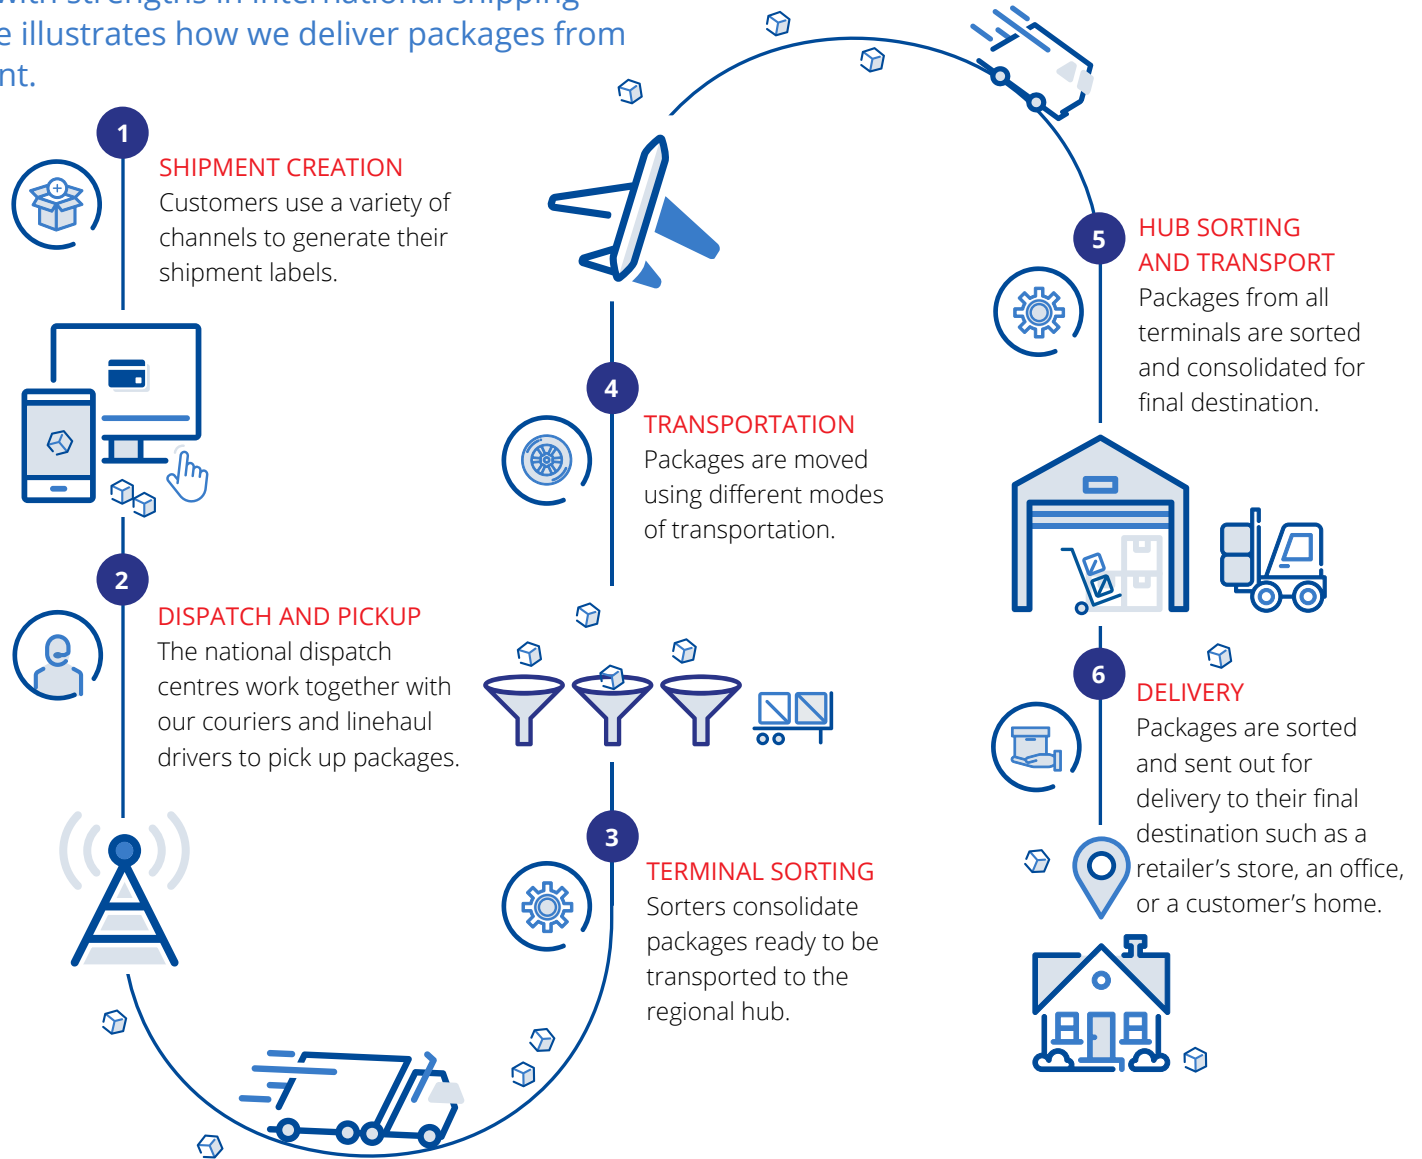 with strengths in international shipping
e illustrates how we deliver packages from
nt.
1
SHIPMENT CREATION
Customers use a variety of
channels to generate their
shipment labels.
2
DISPATCH AND PICKUP
The national dispatch
centres work together with
our couriers and linehaul
drivers to pick up packages.
3
TERMINAL SORTING
Sorters consolidate
packages ready to be
transported to the
regional hub.
4
TRANSPORTATION
Packages are moved
using different modes
of transportation.
5
HUB SORTING
AND TRANSPORT
Packages from all
terminals are sorted
and consolidated for
final destination.
6
DELIVERY
Packages are sorted
and sent out for
delivery to their final
destination such as a
retailer’s store, an office,
or a customer’s home.